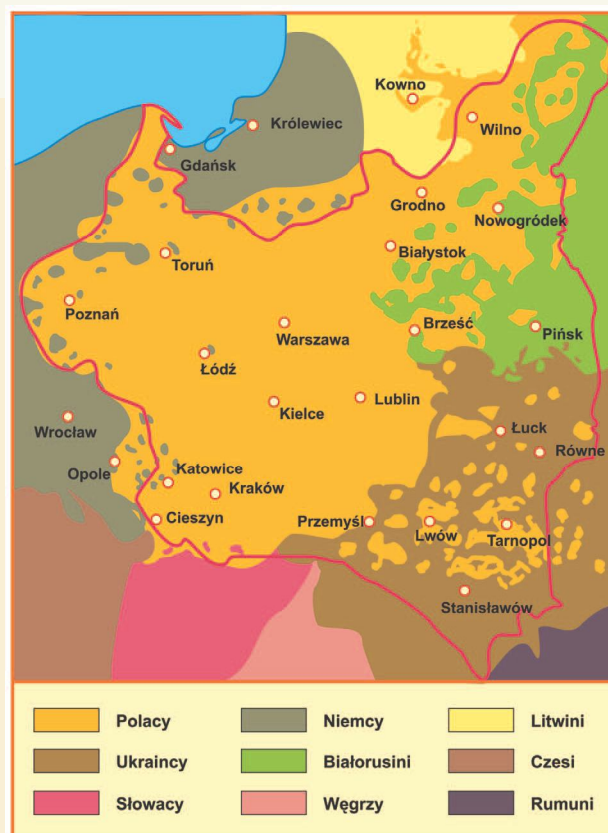 Kowno
Wilno
Królewiec
Gdańsk
Grodno
Nowogródek
Białystok
Toruń
Poznań
Warszawa
Brześć
Pińsk
Łódź
Kielce
Lublin
Wrocław
Łuck
Równe
Opole
Katowice
Kraków
Cieszyn
Przemyśl
Lwów
Tarnopol
Stanisławów
Polacy
Niemcy
Litwini
Ukraincy
Białorusini
Czesi
Słowacy
Węgrzy
Rumuni